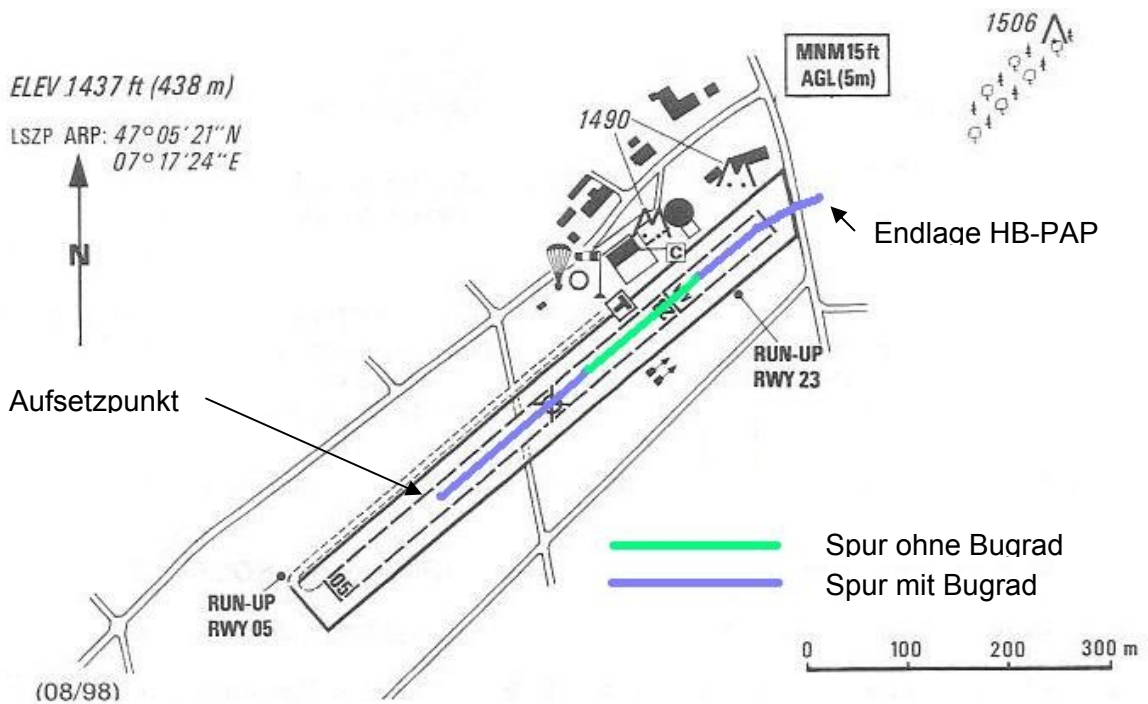 1506
MNM 15 ft
AGL (5m)
ELEV 1437 ft (438 m)
LSZP ARP: 47°05'21"N
07°17'24"E
1490
N
Endlage HB-PAP
C
T
RUN-UP
RWY 23
Aufsetzpunkt
05
Spur ohne Bugrad
Spur mit Bugrad
RUN-UP
RWY 05
0 100 200 300 m
(08/98)